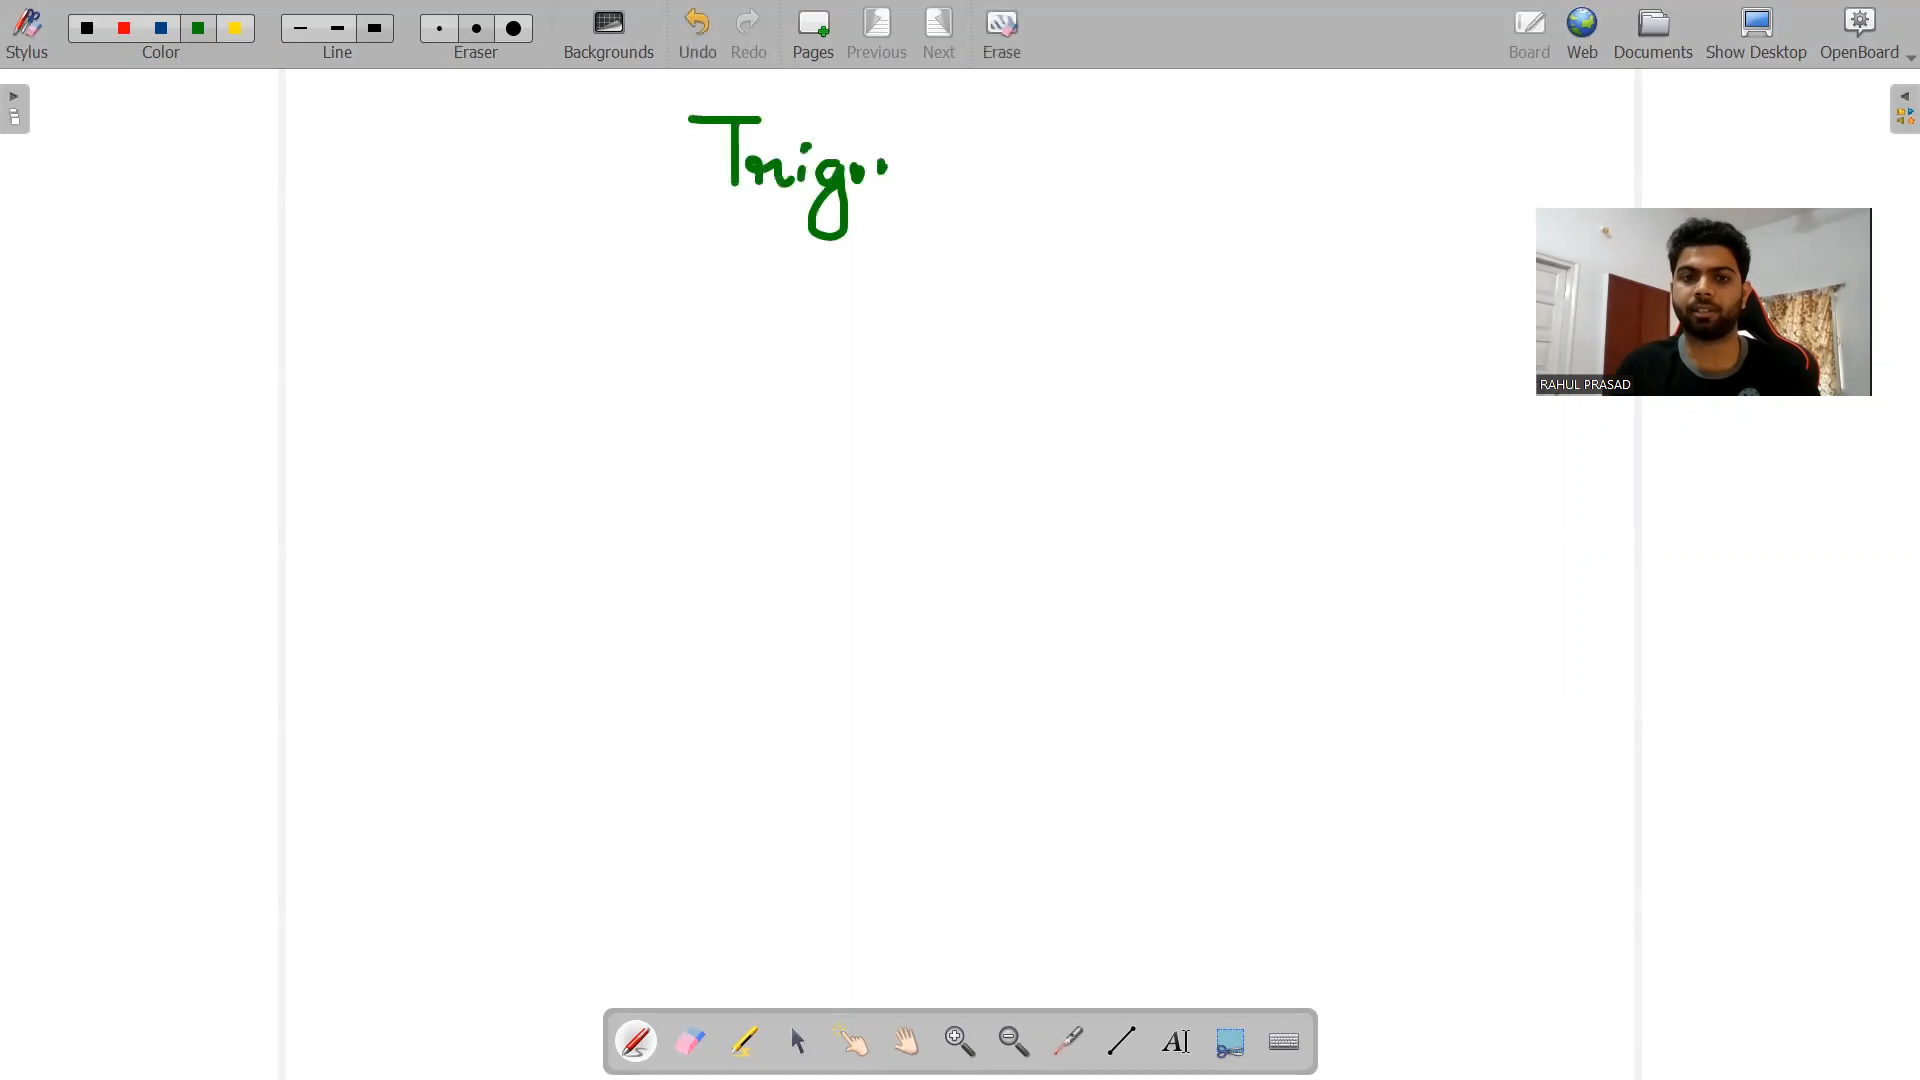 Stylus Color Line Eraser Backgrounds Undo Redo Pages Previous Next Erase Board Web Documents Show Desktop OpenBoard
Trigo
RAHUL PRASAD